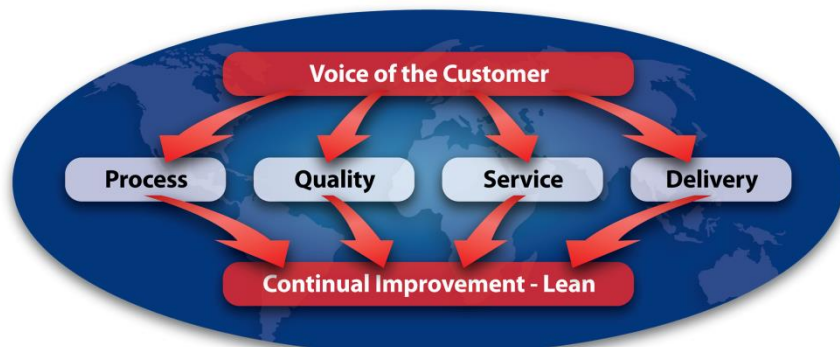 Voice of the Customer
Process Quality Service Delivery
Continual Improvement - Lean